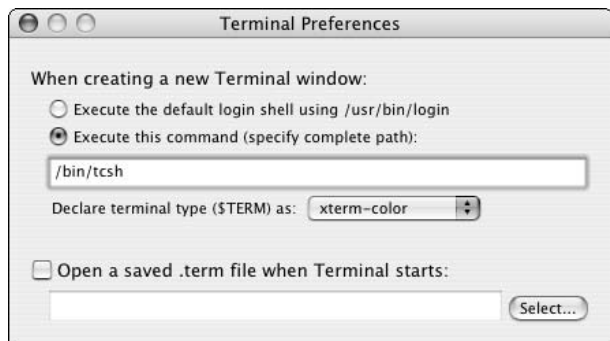 Terminal Preferences
When creating a new Terminal window:
Execute the default login shell using /usr/bin/login
Execute this command (specify complete path):
/bin/tcsh
Declare terminal type ($TERM) as: xterm-color
Open a saved .term file when Terminal starts:
Select...